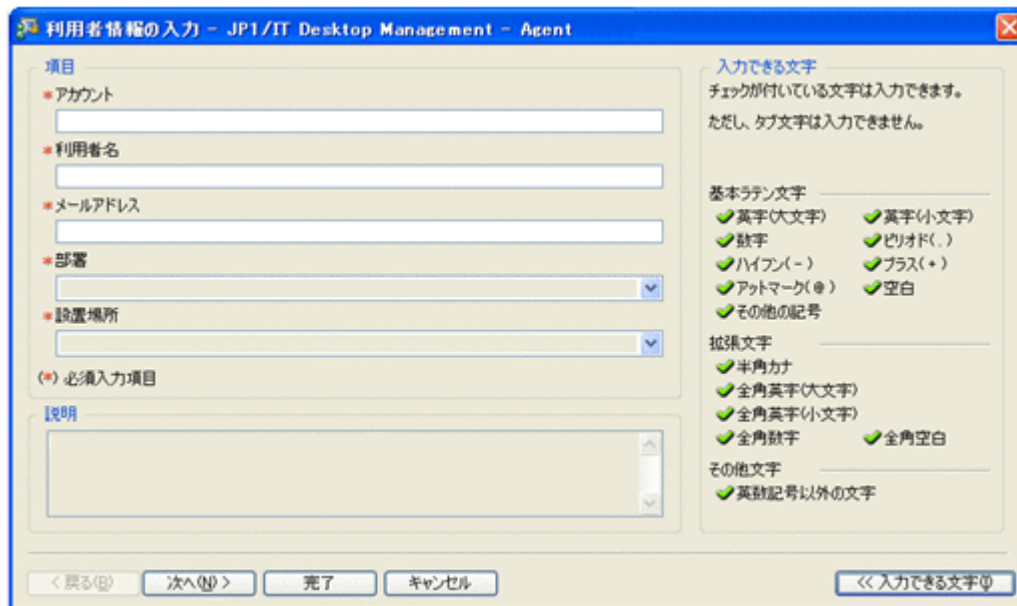 利用者情報の入力 - JP1/IT Desktop Management - Agent
項目
*アカウント
*利用者名
*メールアドレス
*部署
*設置場所
(*) 必須入力項目
説明
入力できる文字
チェックが付いている文字は入力できます。
ただし、タブ文字は入力できません。
基本ラテン文字
英字(大文字) 英字(小文字)
数字 ピリオド(.)
ハイフン(-) プラス(+)
アットマーク(@) 空白
その他の記号
拡張文字
半角カナ
全角英字(大文字)
全角英字(小文字)
全角数字 全角空白
その他文字
英数記号以外の文字
< 戻る(B) 次へ(N) > 完了 キャンセル << 入力できる文字(I)